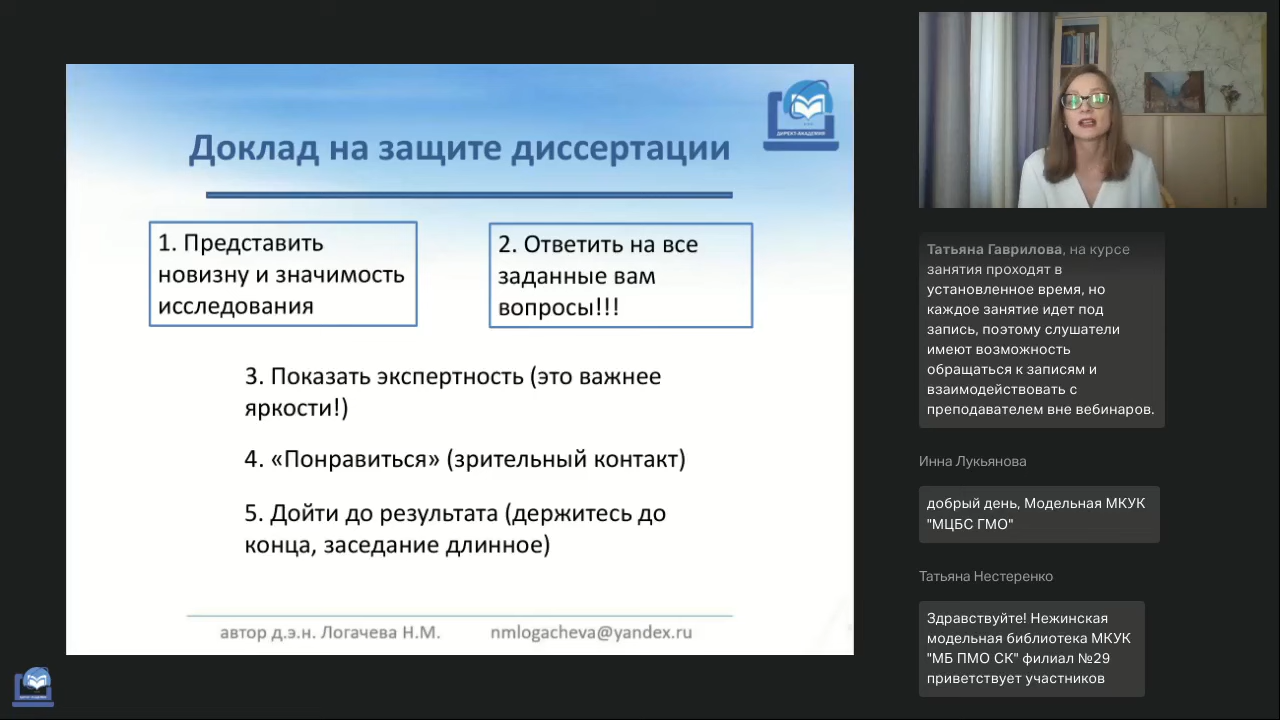 ДИРЕКТ-АКАДЕМИЯ
Доклад на защите диссертации
1. Представить
новизну и значимость
исследования
2. Ответить на все
заданные вам
вопросы!!!
3. Показать экспертность (это важнее
яркости!)
4. «Понравиться» (зрительный контакт)
5. Дойти до результата (держитесь до
конца, заседание длинное)
автор д.э.н. Логачева Н.М. nmlogacheva@yandex.ru
Татьяна Гаврилова, на курсе
занятия проходят в
установленное время, но
каждое занятие идет под
запись, поэтому слушатели
имеют возможность
обращаться к записям и
взаимодействовать с
преподавателем вне вебинаров.
Инна Лукьянова
добрый день, Модельная МКУК
"МЦБС ГМО"
Татьяна Нестеренко
Здравствуйте! Нежинская
модельная библиотека МКУК
"МБ ПМО СК" филиал №29
приветствует участников